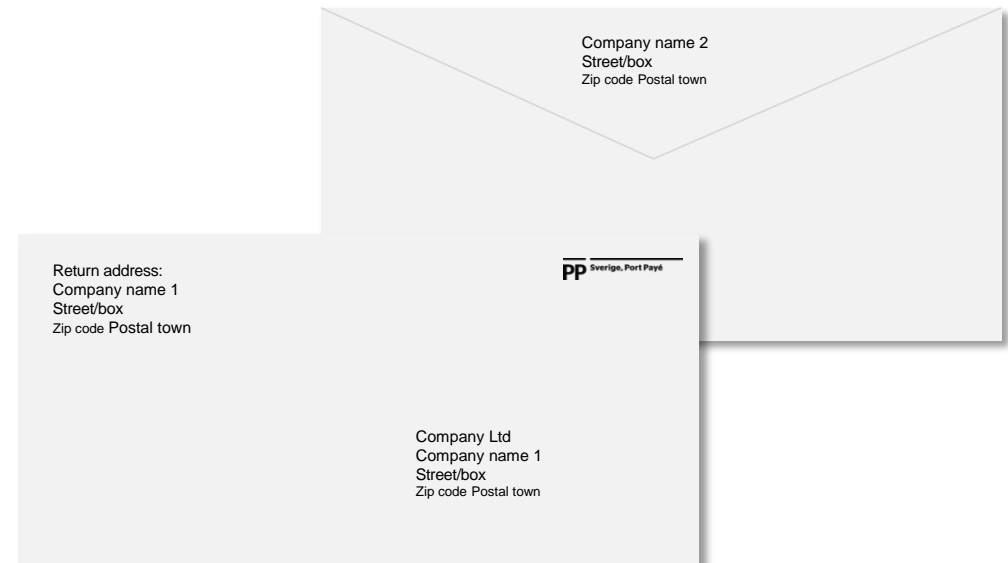 Company name 2
Street/box
Zip code Postal town
Return address:
Company name 1
Street/box
Zip code Postal town
PP Sverige, Port Payé
Company Ltd
Company name 1
Street/box
Zip code Postal town